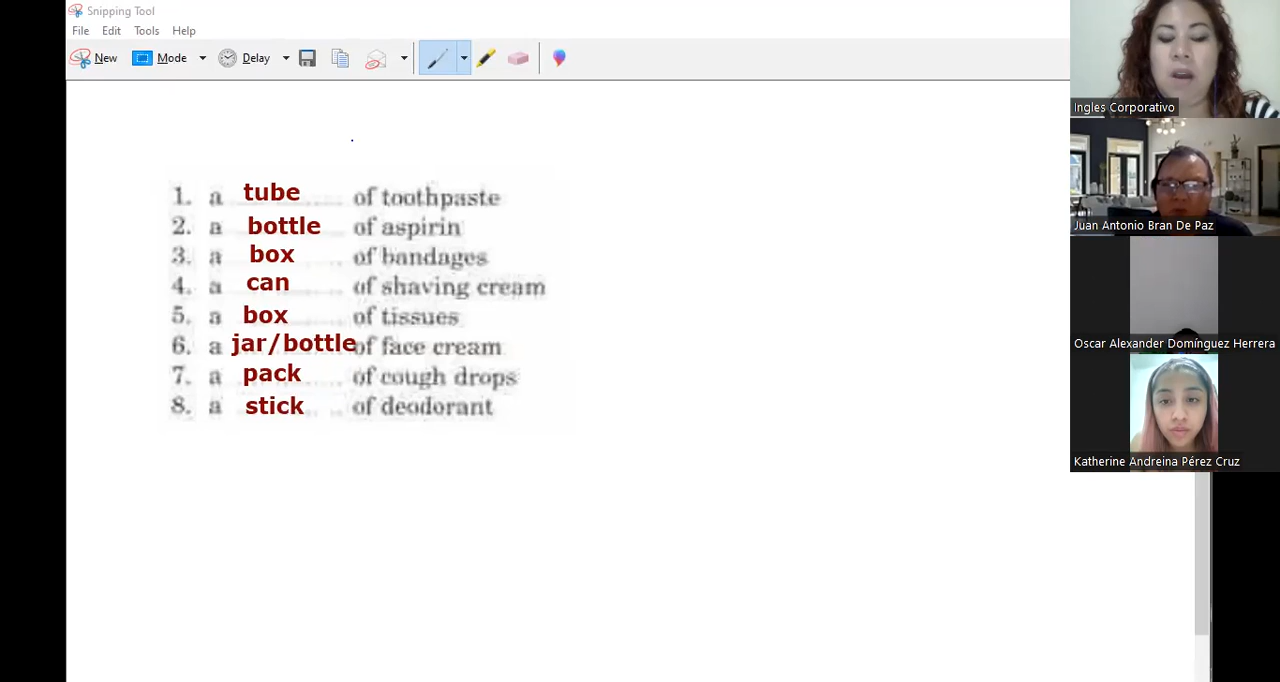 Snipping Tool
File Edit Tools Help
New Mode Delay
1. a tube of toothpaste
2. a bottle of aspirin
3. a box of bandages
4. a can of shaving cream
5. a box of tissues
6. a jar/bottle of face cream
7. a pack of cough drops
8. a stick of deodorant
Ingles Corporativo
Juan Antonio Bran De Paz
Oscar Alexander Domínguez Herrera
Katherine Andreina Pérez Cruz